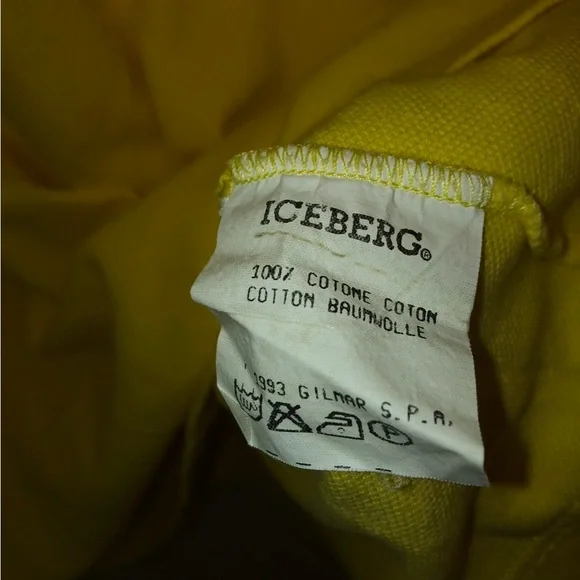 ICEBERG®
100% COTONE COTON
COTTON BAUMWOLLE
1993 GILMAR S.P.A.
P